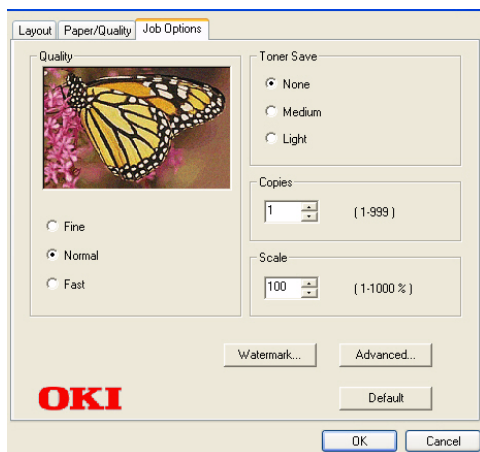 Layout
Paper/Quality
Job Options
Quality
Fine
Normal
Fast
Toner Save
None
Medium
Light
Copies
1
( 1-999 )
Scale
100
( 1-1000 % )
Watermark...
Advanced...
OKI
Default
OK
Cancel